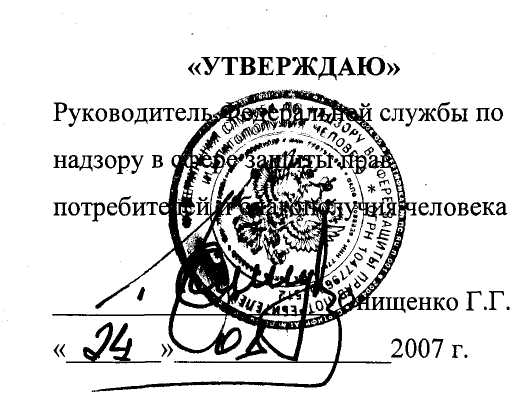 «УТВЕРЖДАЮ»
Руководитель Федеральной службы по
надзору в сфере защиты прав
потребителей и благополучия человека
Онищенко Г.Г.
« 24 » 2007 г.